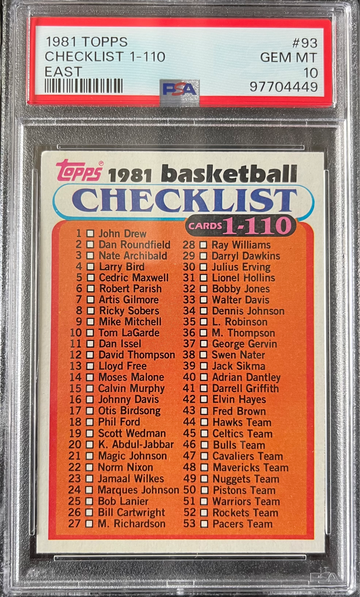 1981 TOPPS
CHECKLIST 1-110
EAST
#93
GEM MT
10
97704449
PSA
Topps 1981 basketball
CHECKLIST
CARDS 1-110
1 John Drew
2 Dan Roundfield
3 Nate Archibald
4 Larry Bird
5 Cedric Maxwell
6 Robert Parish
7 Artis Gilmore
8 Ricky Sobers
9 Mike Mitchell
10 Tom LaGarde
11 Dan Issel
12 David Thompson
13 Lloyd Free
14 Moses Malone
15 Calvin Murphy
16 Johnny Davis
17 Otis Birdsong
18 Phil Ford
19 Scott Wedman
20 K. Abdul-Jabbar
21 Magic Johnson
22 Norm Nixon
23 Jamaal Wilkes
24 Marques Johnson
25 Bob Lanier
26 Bill Cartwright
27 M. Richardson
28 Ray Williams
29 Darryl Dawkins
30 Julius Erving
31 Lionel Hollins
32 Bobby Jones
33 Walter Davis
34 Dennis Johnson
35 L. Robinson
36 M. Thompson
37 George Gervin
38 Swen Nater
39 Jack Sikma
40 Adrian Dantley
41 Darrell Griffith
42 Elvin Hayes
43 Fred Brown
44 Hawks Team
45 Celtics Team
46 Bulls Team
47 Cavaliers Team
48 Mavericks Team
49 Nuggets Team
50 Pistons Team
51 Warriors Team
52 Rockets Team
53 Pacers Team
PSA